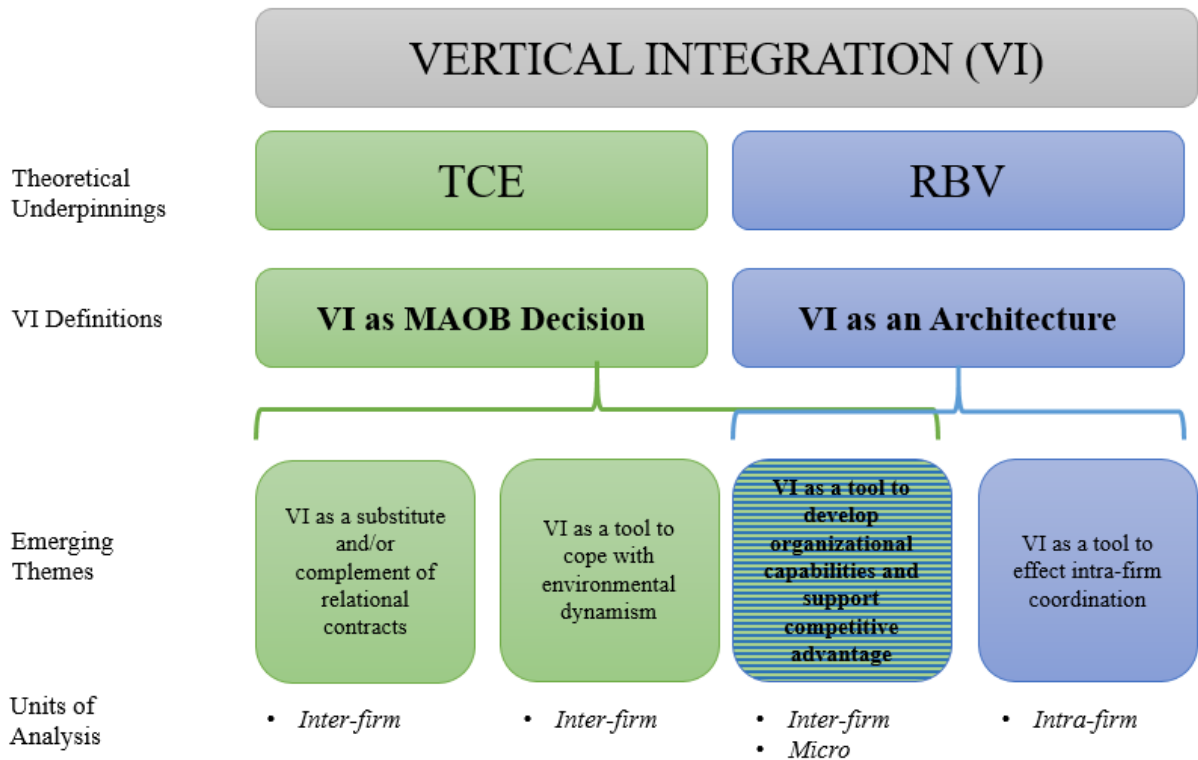 VERTICAL INTEGRATION (VI)
Theoretical
Underpinnings
TCE
RBV
VI Definitions
VI as MAOB Decision
VI as an Architecture
Emerging
Themes
VI as a substitute
and/or
complement of
relational
contracts
VI as a tool to
cope with
environmental
dynamism
VI as a tool to
develop
organizational
capabilities and
support
competitive
advantage
VI as a tool to
effect intra-firm
coordination
Units of
Analysis
• Inter-firm
• Inter-firm
• Inter-firm
• Micro
• Intra-firm